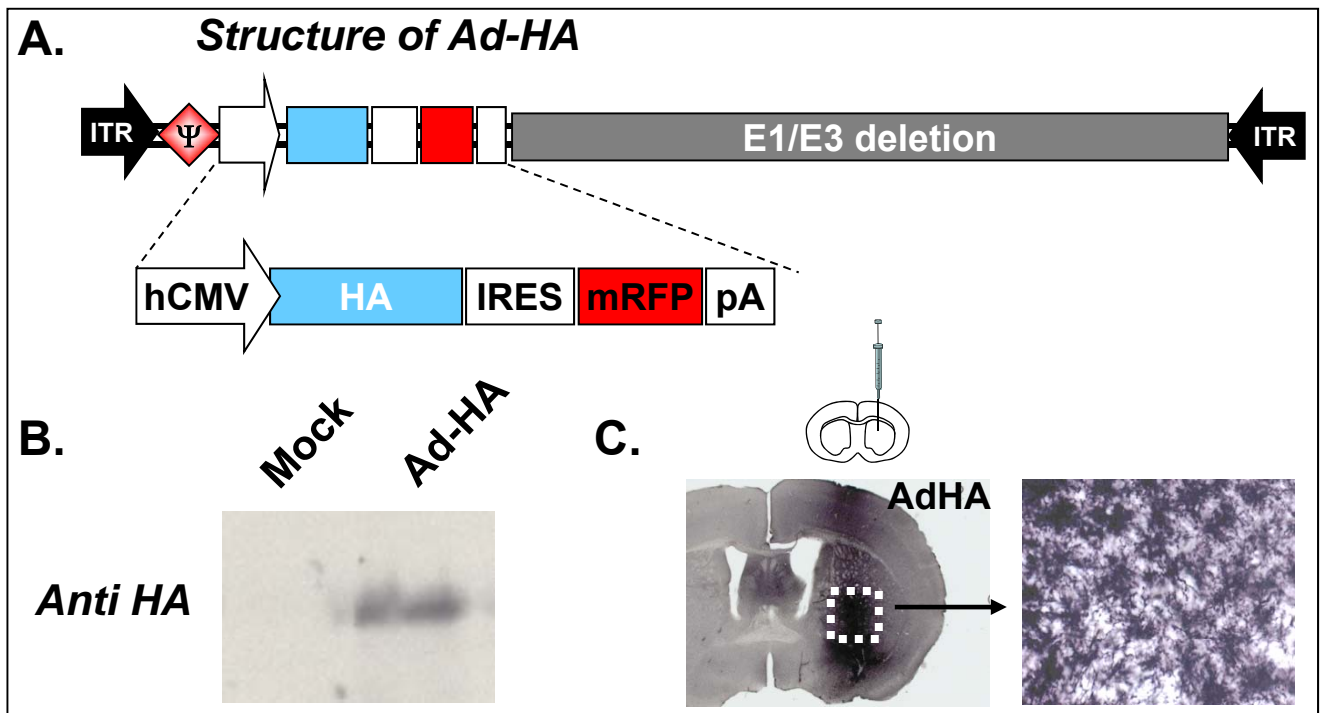 A.
Structure of Ad-HA
ITR
Ψ
E1/E3 deletion
ITR
hCMV
HA
IRES
mRFP
pA
B.
Mock
Ad-HA
Anti HA
C.
AdHA